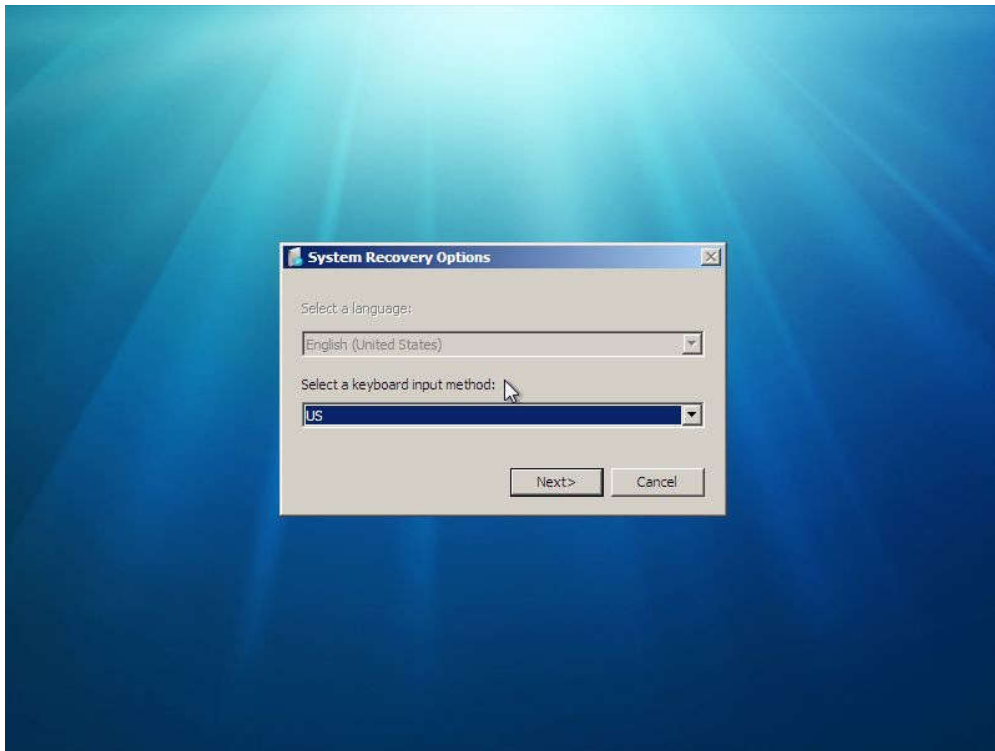 System Recovery Options
Select a language:
English (United States)
Select a keyboard input method:
US
Next>
Cancel